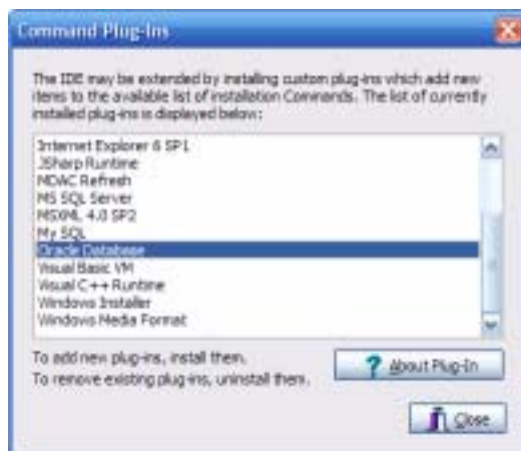 Command Plug-Ins
The IDE may be extended by installing custom plug-ins which add new
items to the available list of installation Commands. The list of currently
installed plug-ins is displayed below:
Internet Explorer 6 SP1
JSharp Runtime
MDAC Refresh
MS SQL Server
MSXML 4.0 SP2
My SQL
Oracle Database
Visual Basic VM
Visual C++ Runtime
Windows Installer
Windows Media Format
To add new plug-ins, install them.
To remove existing plug-ins, uninstall them.
? About Plug-In
Close